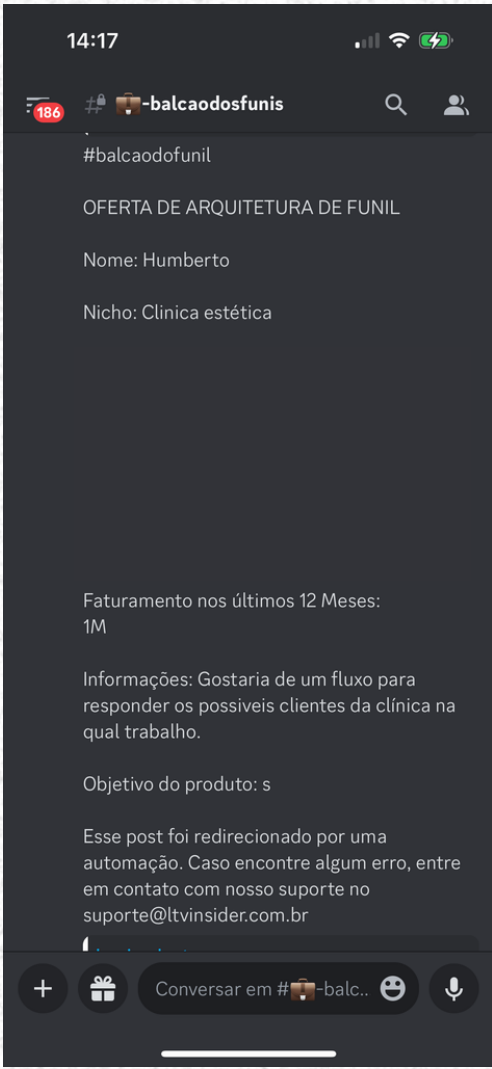 14:17
186
-balcaodosfunis
#balcaodofunil
OFERTA DE ARQUITETURA DE FUNIL
Nome: Humberto
Nicho: Clinica estética
Faturamento nos últimos 12 Meses:
1M
Informações: Gostaria de um fluxo para
responder os possiveis clientes da clínica na
qual trabalho.
Objetivo do produto: s
Esse post foi redirecionado por uma
automação. Caso encontre algum erro, entre
em contato com nosso suporte no
suporte@ltvinsider.com.br
Conversar em #💼-balc..